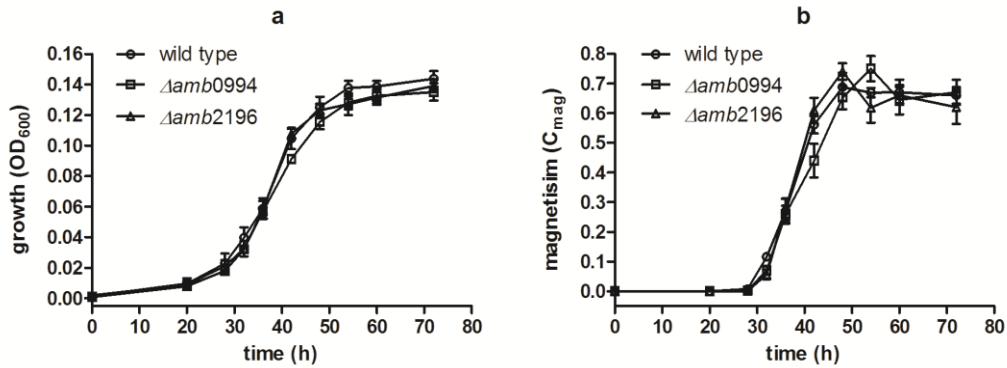 a
wild type
Δamb0994
Δamb2196
growth (OD600)
0.16
0.14
0.12
0.10
0.08
0.06
0.04
0.02
0.00
0 10 20 30 40 50 60 70 80
time (h)
b
wild type
Δamb0994
Δamb2196
magnetisim (Cmag)
0.8
0.7
0.6
0.5
0.4
0.3
0.2
0.1
0.0
0 10 20 30 40 50 60 70 80
time (h)